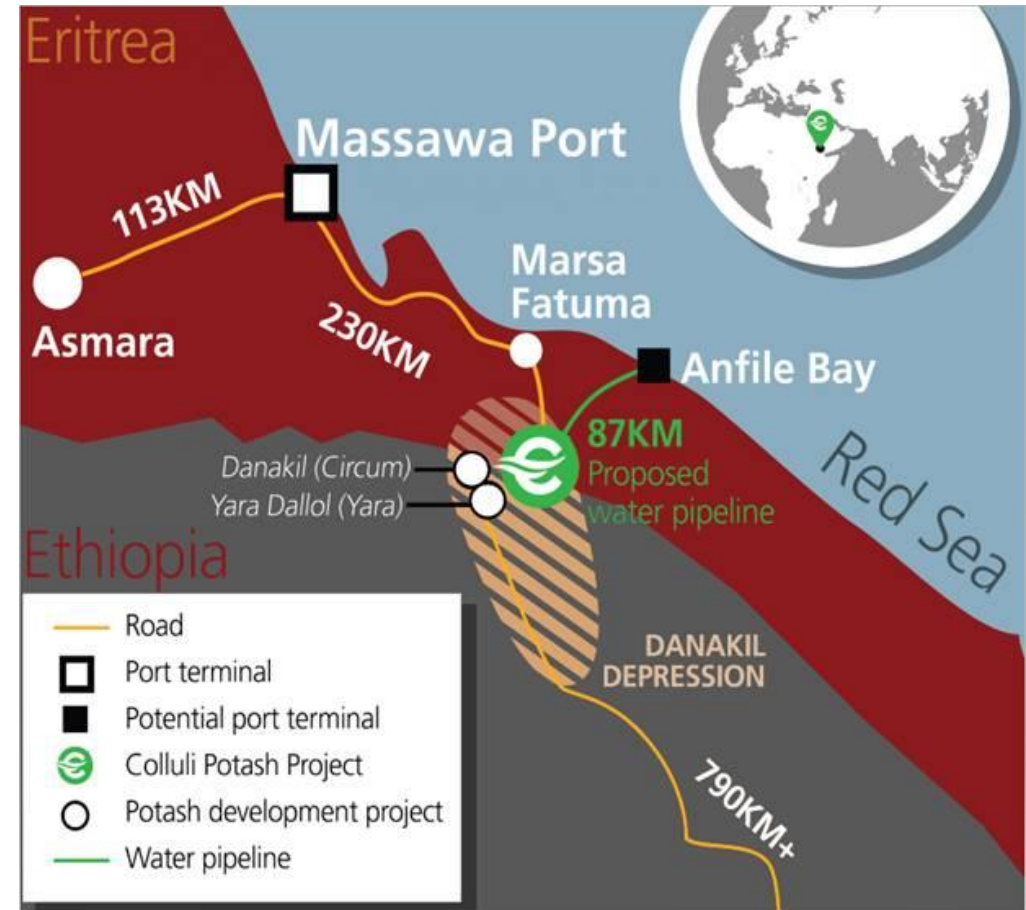 Eritrea
Massawa Port
113KM
Asmara
230KM
Marsa
Fatuma
Anfile Bay
87KM
Proposed
water pipeline
Danakil (Circum)
Yara Dallol (Yara)
Red Sea
Ethiopia
DANAKIL
DEPRESSION
790KM+
Road
Port terminal
Potential port terminal
Colluli Potash Project
Potash development project
Water pipeline